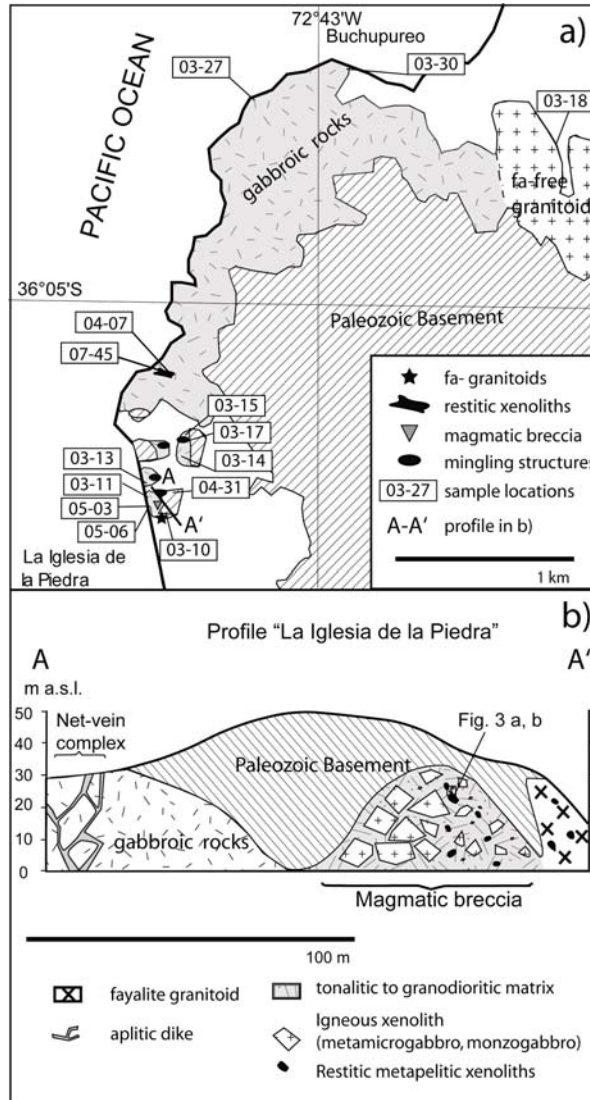 72°43'W
Buchupureo
a)
03-27
03-30
03-18
PACIFIC OCEAN
gabbroic rocks
fa-free
granitoid
36°05'S
Paleozoic Basement
04-07
07-45
03-15
03-17
03-14
03-13
A
03-11
04-31
05-03
A'
05-06
03-10
La Iglesia de
la Piedra
fa- granitoids
restitic xenoliths
magmatic breccia
mingling structures
03-27 sample locations
A-A' profile in b)
1 km
b)
Profile "La Iglesia de la Piedra"
A
A'
m a.s.l.
Net-vein
complex
Fig. 3 a, b
50
40
30
20
10
0
Paleozoic Basement
gabbroic rocks
Magmatic breccia
100 m
fayalite granitoid
aplitic dike
tonalitic to granodioritic matrix
Igneous xenolith
(metamicrogabbro, monzogabbro)
Restitic metapelitic xenoliths